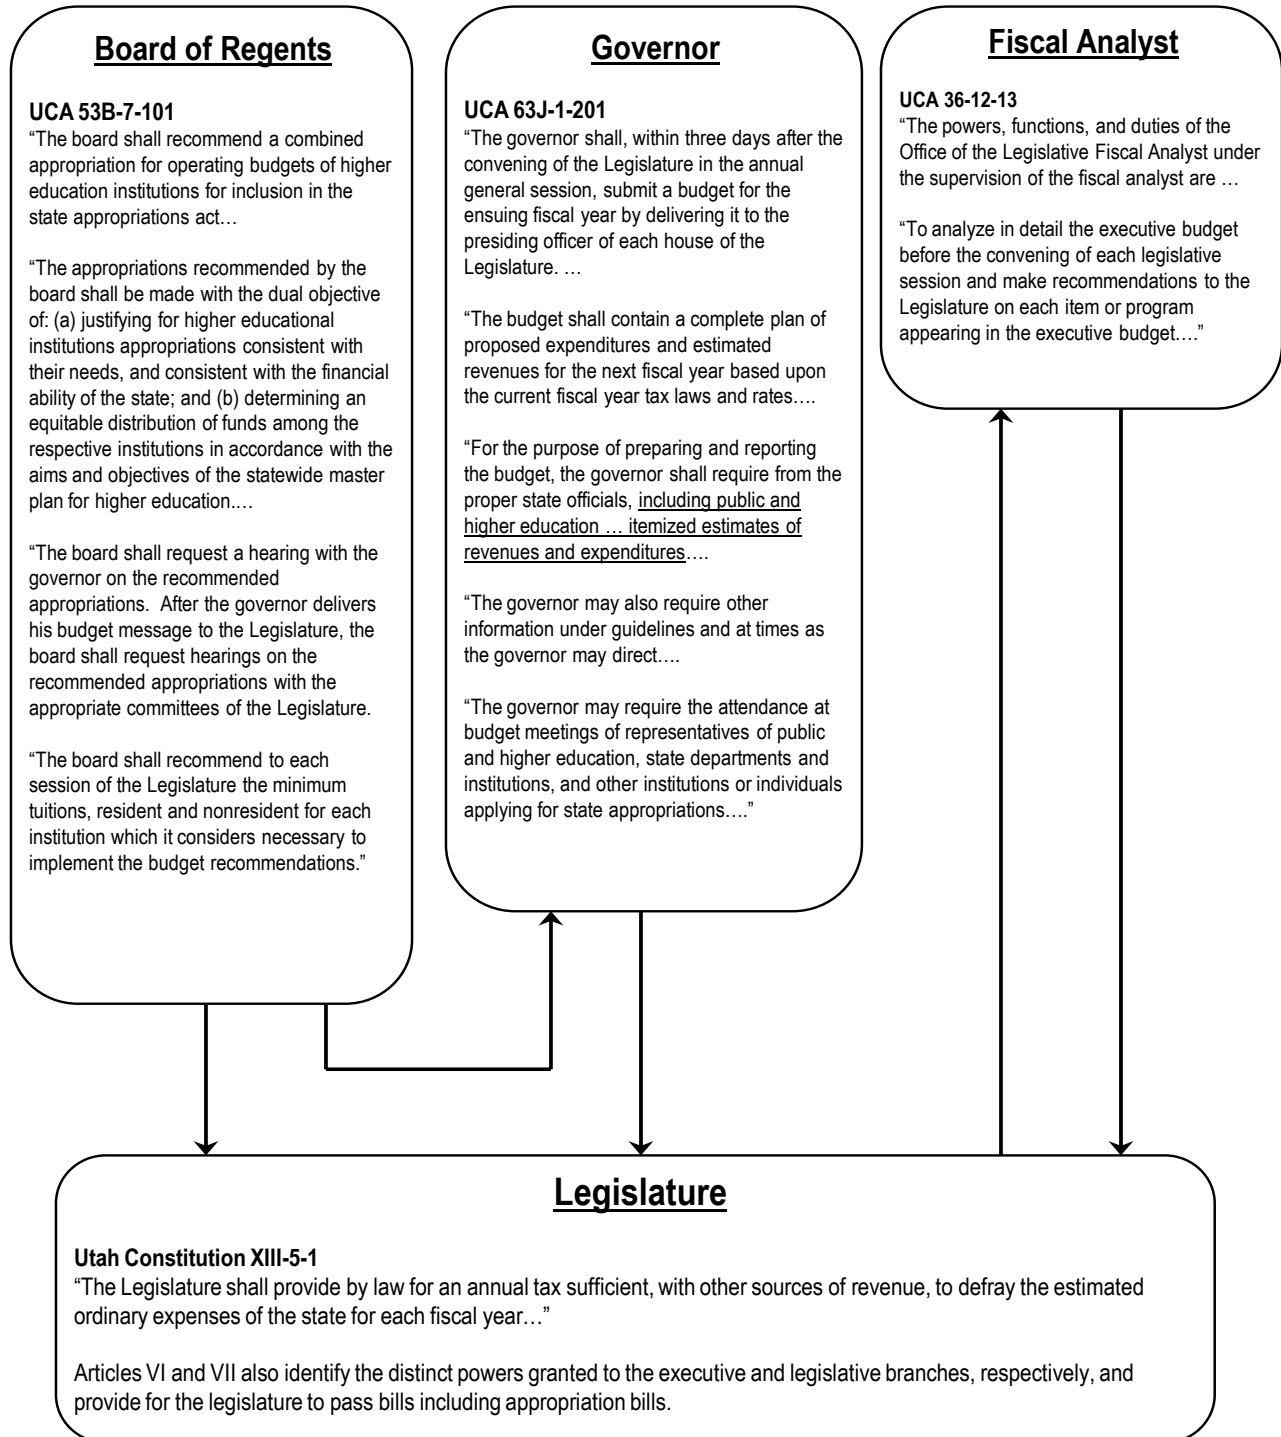 Board of Regents
UCA 53B-7-101
“The board shall recommend a combined
appropriation for operating budgets of higher
education institutions for inclusion in the
state appropriations act…
“The appropriations recommended by the
board shall be made with the dual objective
of: (a) justifying for higher educational
institutions appropriations consistent with
their needs, and consistent with the financial
ability of the state; and (b) determining an
equitable distribution of funds among the
respective institutions in accordance with the
aims and objectives of the statewide master
plan for higher education.…
“The board shall request a hearing with the
governor on the recommended
appropriations.  After the governor delivers
his budget message to the Legislature, the
board shall request hearings on the
recommended appropriations with the
appropriate committees of the Legislature.
“The board shall recommend to each
session of the Legislature the minimum
tuitions, resident and nonresident for each
institution which it considers necessary to
implement the budget recommendations.”
Governor
UCA 63J-1-201
“The governor shall, within three days after the
convening of the Legislature in the annual
general session, submit a budget for the
ensuing fiscal year by delivering it to the
presiding officer of each house of the
Legislature. …
“The budget shall contain a complete plan of
proposed expenditures and estimated
revenues for the next fiscal year based upon
the current fiscal year tax laws and rates….
“For the purpose of preparing and reporting
the budget, the governor shall require from the
proper state officials, including public and
higher education … itemized estimates of
revenues and expenditures….
“The governor may also require other
information under guidelines and at times as
the governor may direct….
“The governor may require the attendance at
budget meetings of representatives of public
and higher education, state departments and
institutions, and other institutions or individuals
applying for state appropriations….”
Fiscal Analyst
UCA 36-12-13
“The powers, functions, and duties of the
Office of the Legislative Fiscal Analyst under
the supervision of the fiscal analyst are …
“To analyze in detail the executive budget
before the convening of each legislative
session and make recommendations to the
Legislature on each item or program
appearing in the executive budget….”
Legislature
Utah Constitution XIII-5-1
“The Legislature shall provide by law for an annual tax sufficient, with other sources of revenue, to defray the estimated
ordinary expenses of the state for each fiscal year…”
Articles VI and VII also identify the distinct powers granted to the executive and legislative branches, respectively, and
provide for the legislature to pass bills including appropriation bills.